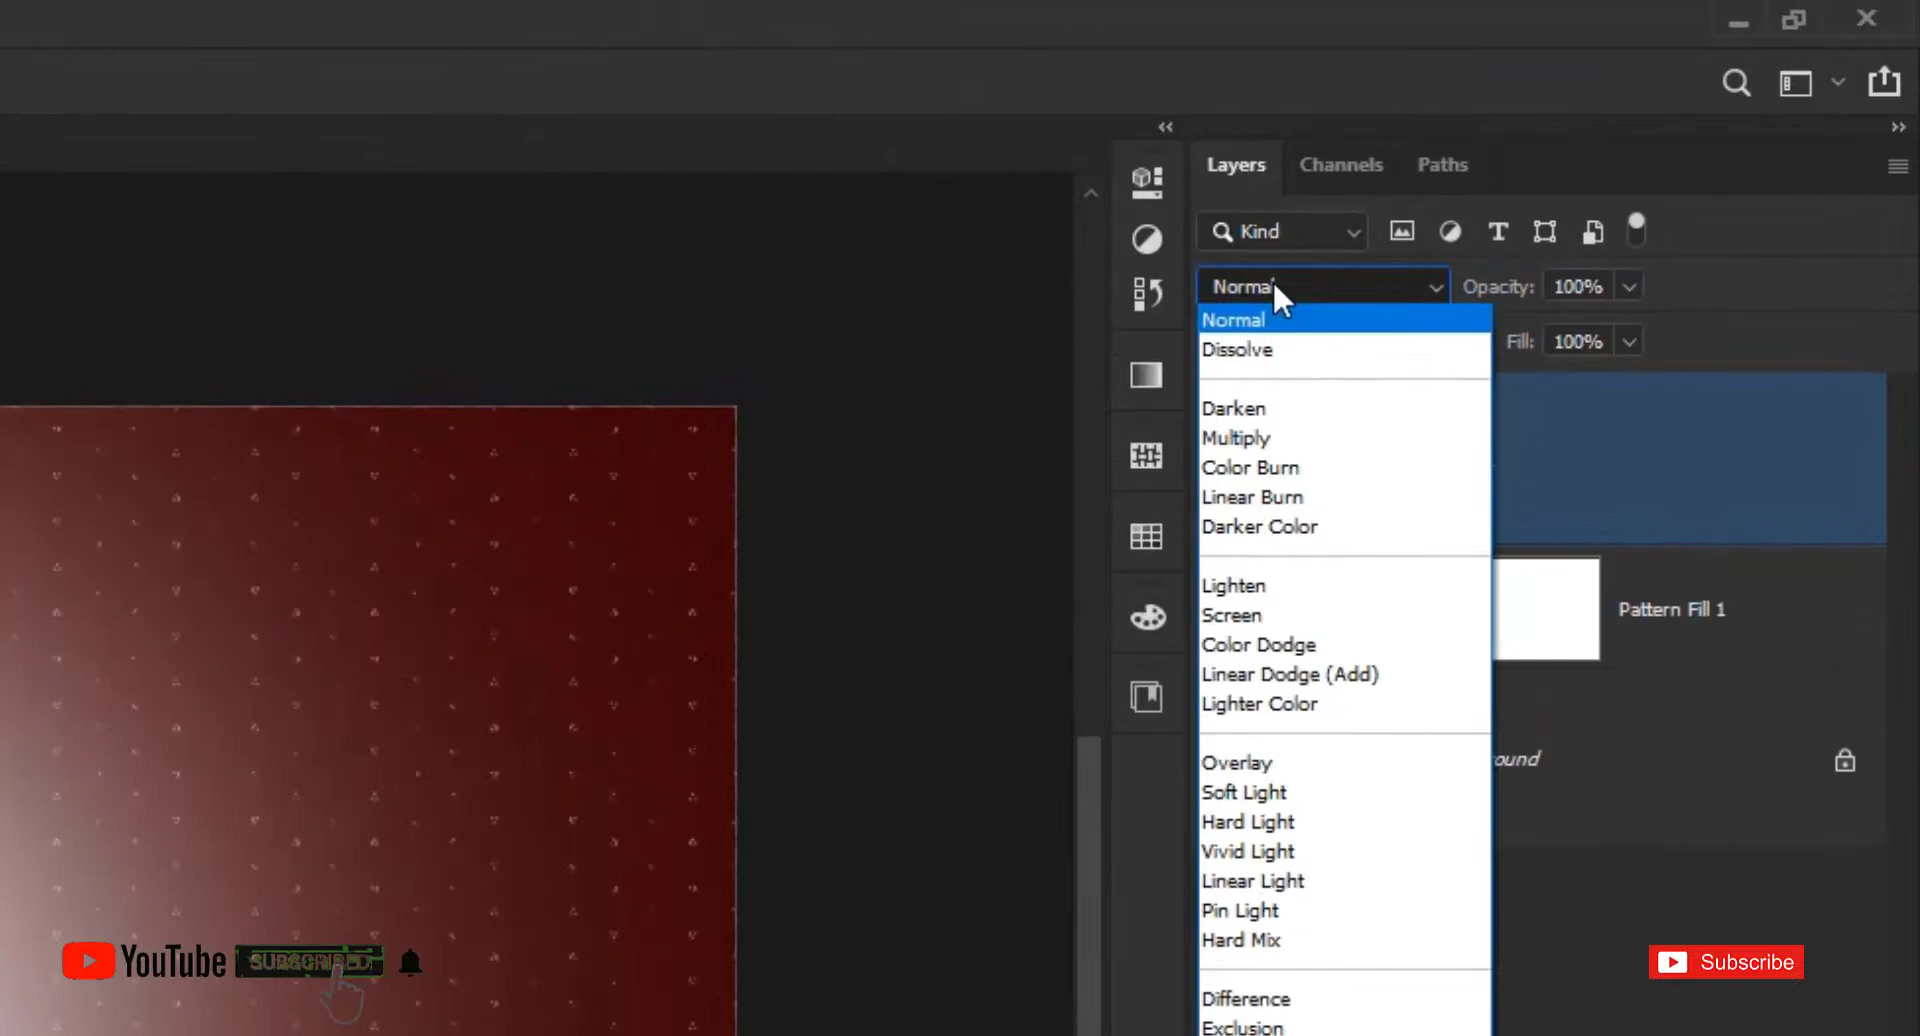 Layers Channels Paths
Kind
Normal Opacity: 100%
Normal
Fill: 100%
Dissolve
Darken
Multiply
Color Burn
Linear Burn
Darker Color
Lighten
Pattern Fill 1
Screen
Color Dodge
Linear Dodge (Add)
Lighter Color
Overlay
ound
Soft Light
Hard Light
Vivid Light
Linear Light
Pin Light
Hard Mix
YouTube SUBSCRIBED
Subscribe
Difference
Exclusion